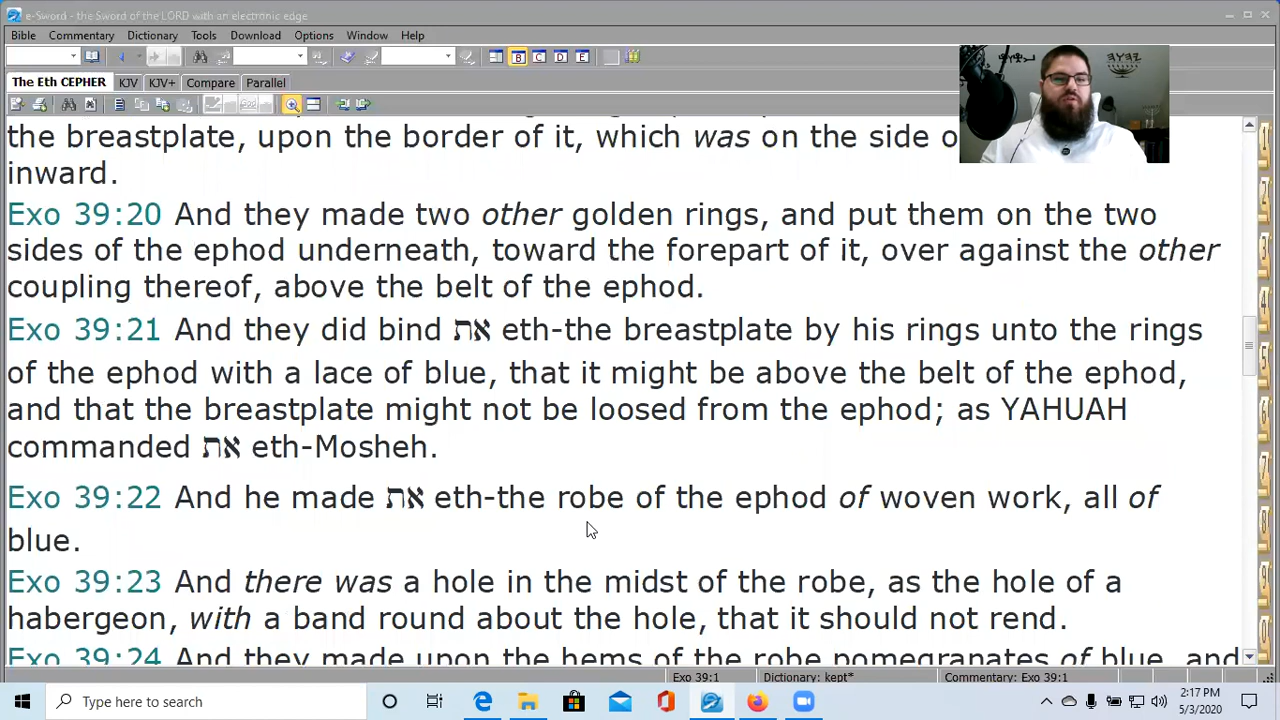 e-Sword - the Sword of the LORD with an electronic edge
Bible Commentary Dictionary Tools Download Options Window Help
B C D E
The Eth CEPHER KJV KJV+ Compare Parallel
the breastplate, upon the border of it, which was on the side o
inward.
Exo 39:20 And they made two other golden rings, and put them on the two
sides of the ephod underneath, toward the forepart of it, over against the other
coupling thereof, above the belt of the ephod.
Exo 39:21 And they did bind את eth-the breastplate by his rings unto the rings
of the ephod with a lace of blue, that it might be above the belt of the ephod,
and that the breastplate might not be loosed from the ephod; as YAHUAH
commanded את eth-Mosheh.
Exo 39:22 And he made את eth-the robe of the ephod of woven work, all of
blue.
Exo 39:23 And there was a hole in the midst of the robe, as the hole of a
habergeon, with a band round about the hole, that it should not rend.
Exo 39:24 And they made upon the hems of the robe pomegranates of blue, and
Exo 39:1 Dictionary: kept* Commentary: Exo 39:1
Type here to search
2:17 PM
5/3/2020